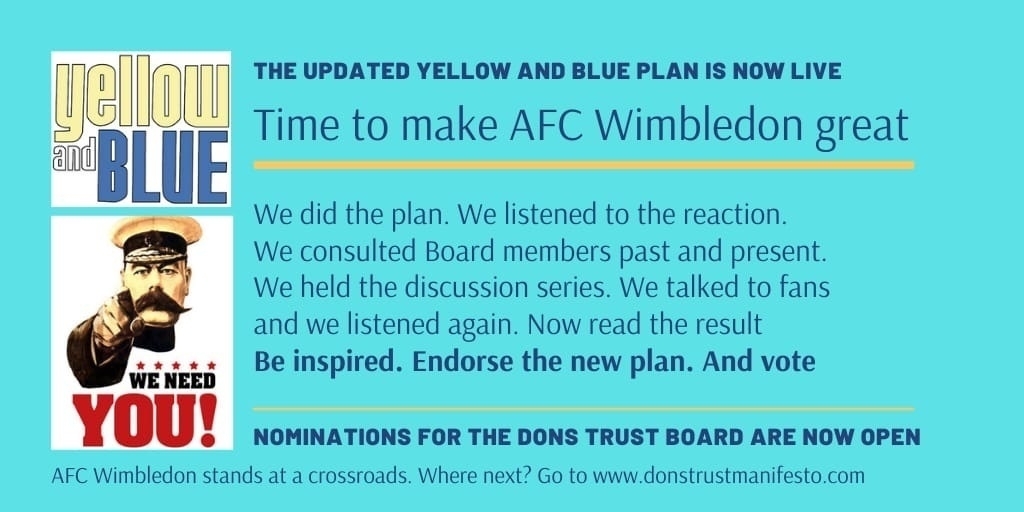 yellow
and BLUE
WE NEED
YOU!
THE UPDATED YELLOW AND BLUE PLAN IS NOW LIVE
Time to make AFC Wimbledon great
We did the plan. We listened to the reaction.
We consulted Board members past and present.
We held the discussion series. We talked to fans
and we listened again. Now read the result
Be inspired. Endorse the new plan. And vote
NOMINATIONS FOR THE DONS TRUST BOARD ARE NOW OPEN
AFC Wimbledon stands at a crossroads. Where next? Go to www.donstrustmanifesto.com